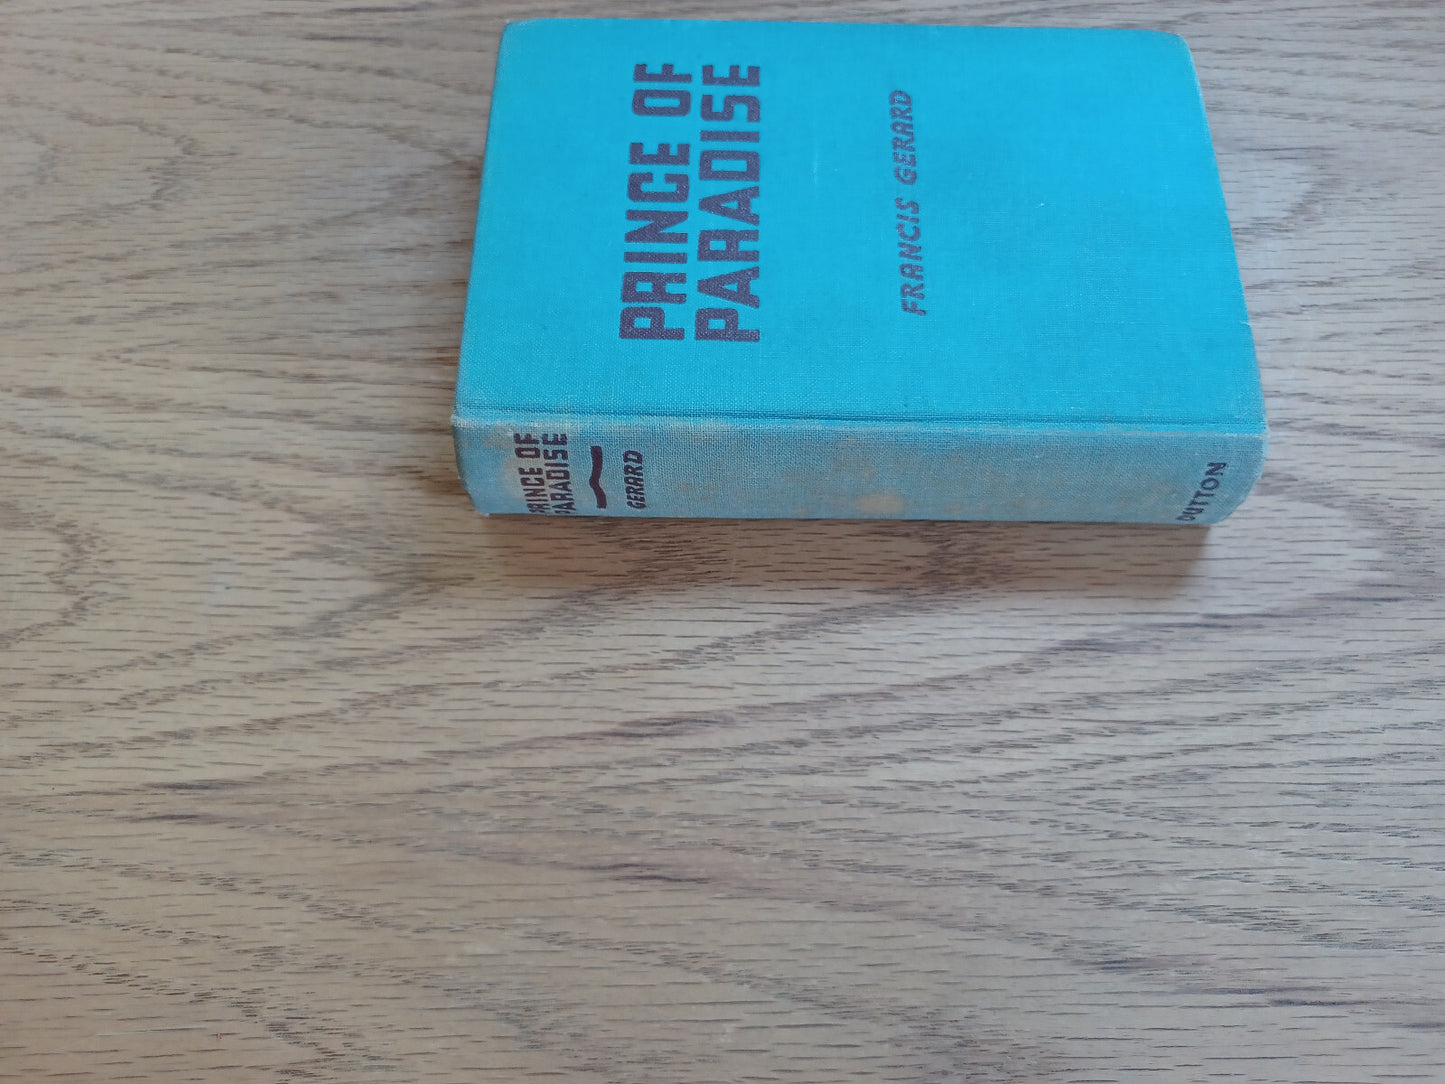 PRINCE OF
PARADISE
FRANCIS GERARD
PRINCE OF
PARADISE
GERARD
DUTTON